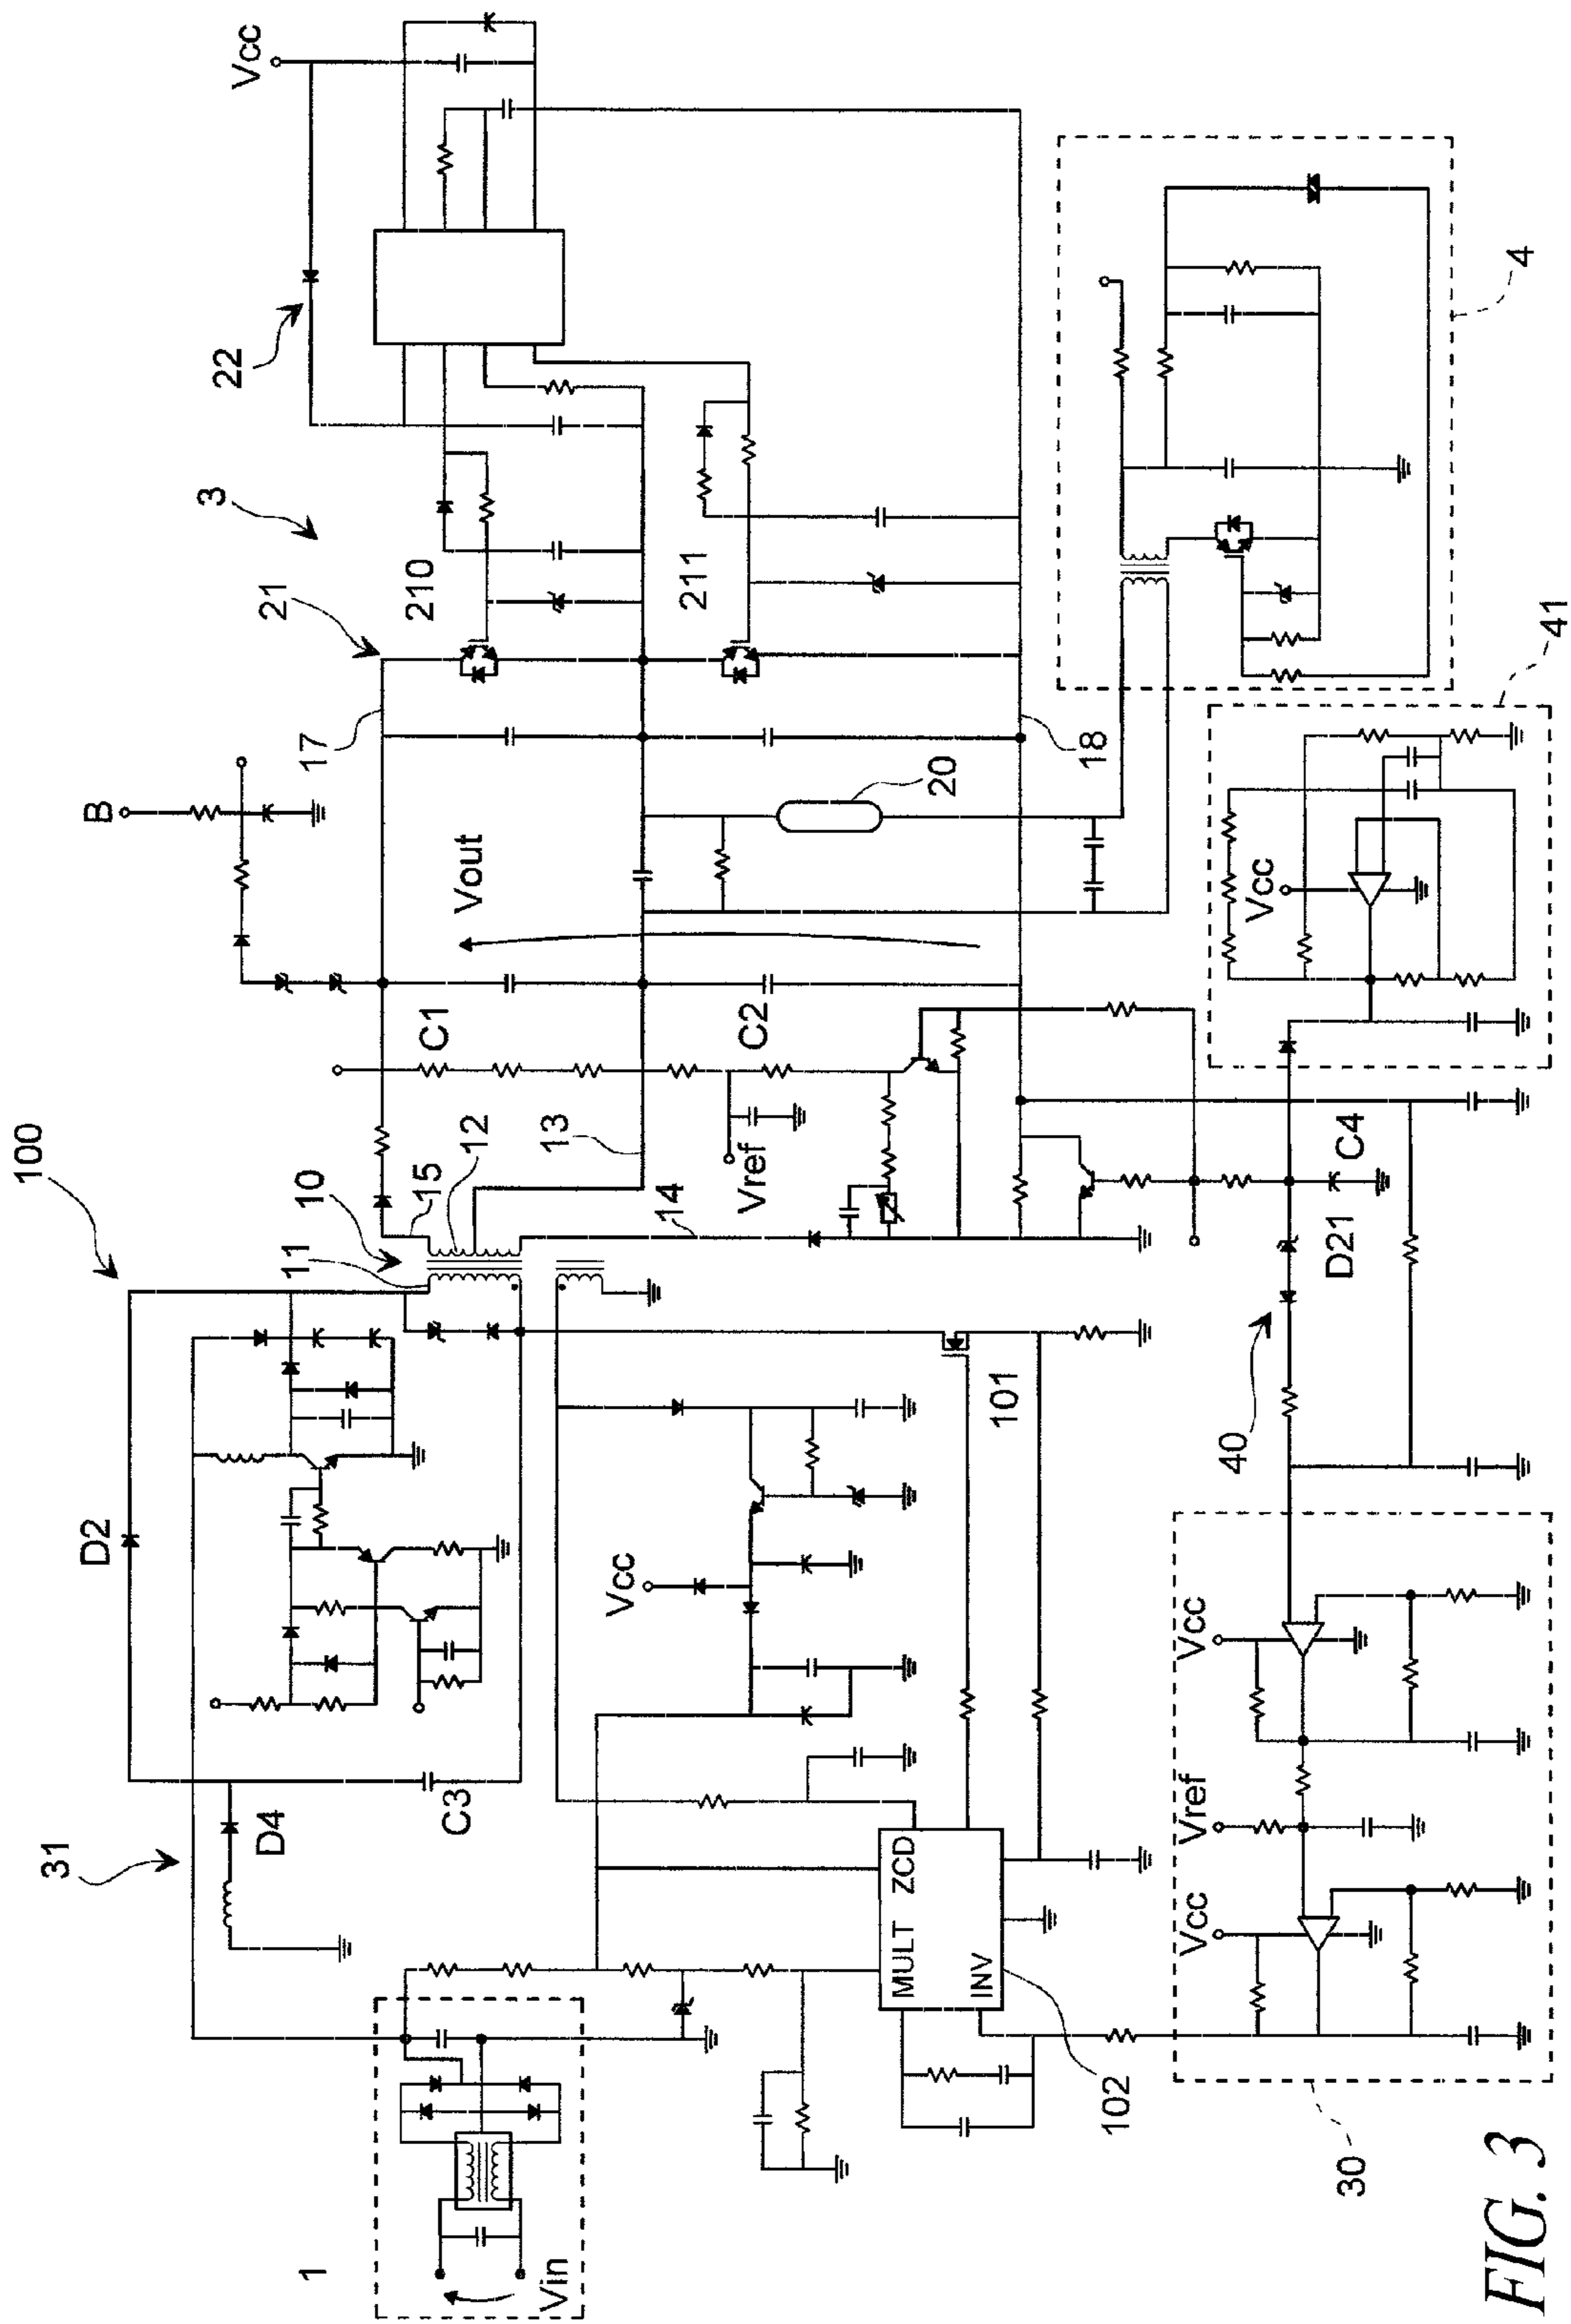 100
31
D2
D4
C3
11
10
15
12
13
14
C1
C2
Vref
B
17
21
3
22
Vcc
210
211
Vout
20
18
1
Vin
Vcc
101
MULT
ZCD
INV
102
40
D21
C4
4
41
Vcc
30
Vcc
Vref
Vcc
FIG. 3